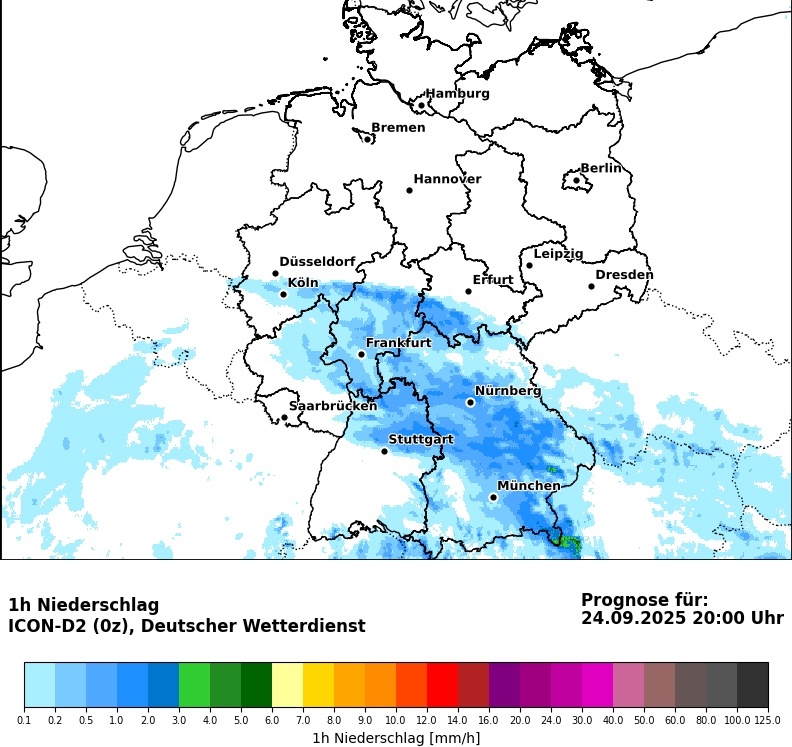 Hamburg
Bremen
Berlin
Hannover
Düsseldorf
Leipzig
Köln
Erfurt
Dresden
Frankfurt
Nürnberg
Saarbrücken
Stuttgart
München
1h Niederschlag
ICON-D2 (0z), Deutscher Wetterdienst
Prognose für:
24.09.2025 20:00 Uhr
0.1 0.2 0.5 1.0 2.0 3.0 4.0 5.0 6.0 7.0 8.0 9.0 10.0 12.0 14.0 16.0 20.0 24.0 30.0 40.0 50.0 60.0 80.0 100.0 125.0
1h Niederschlag [mm/h]